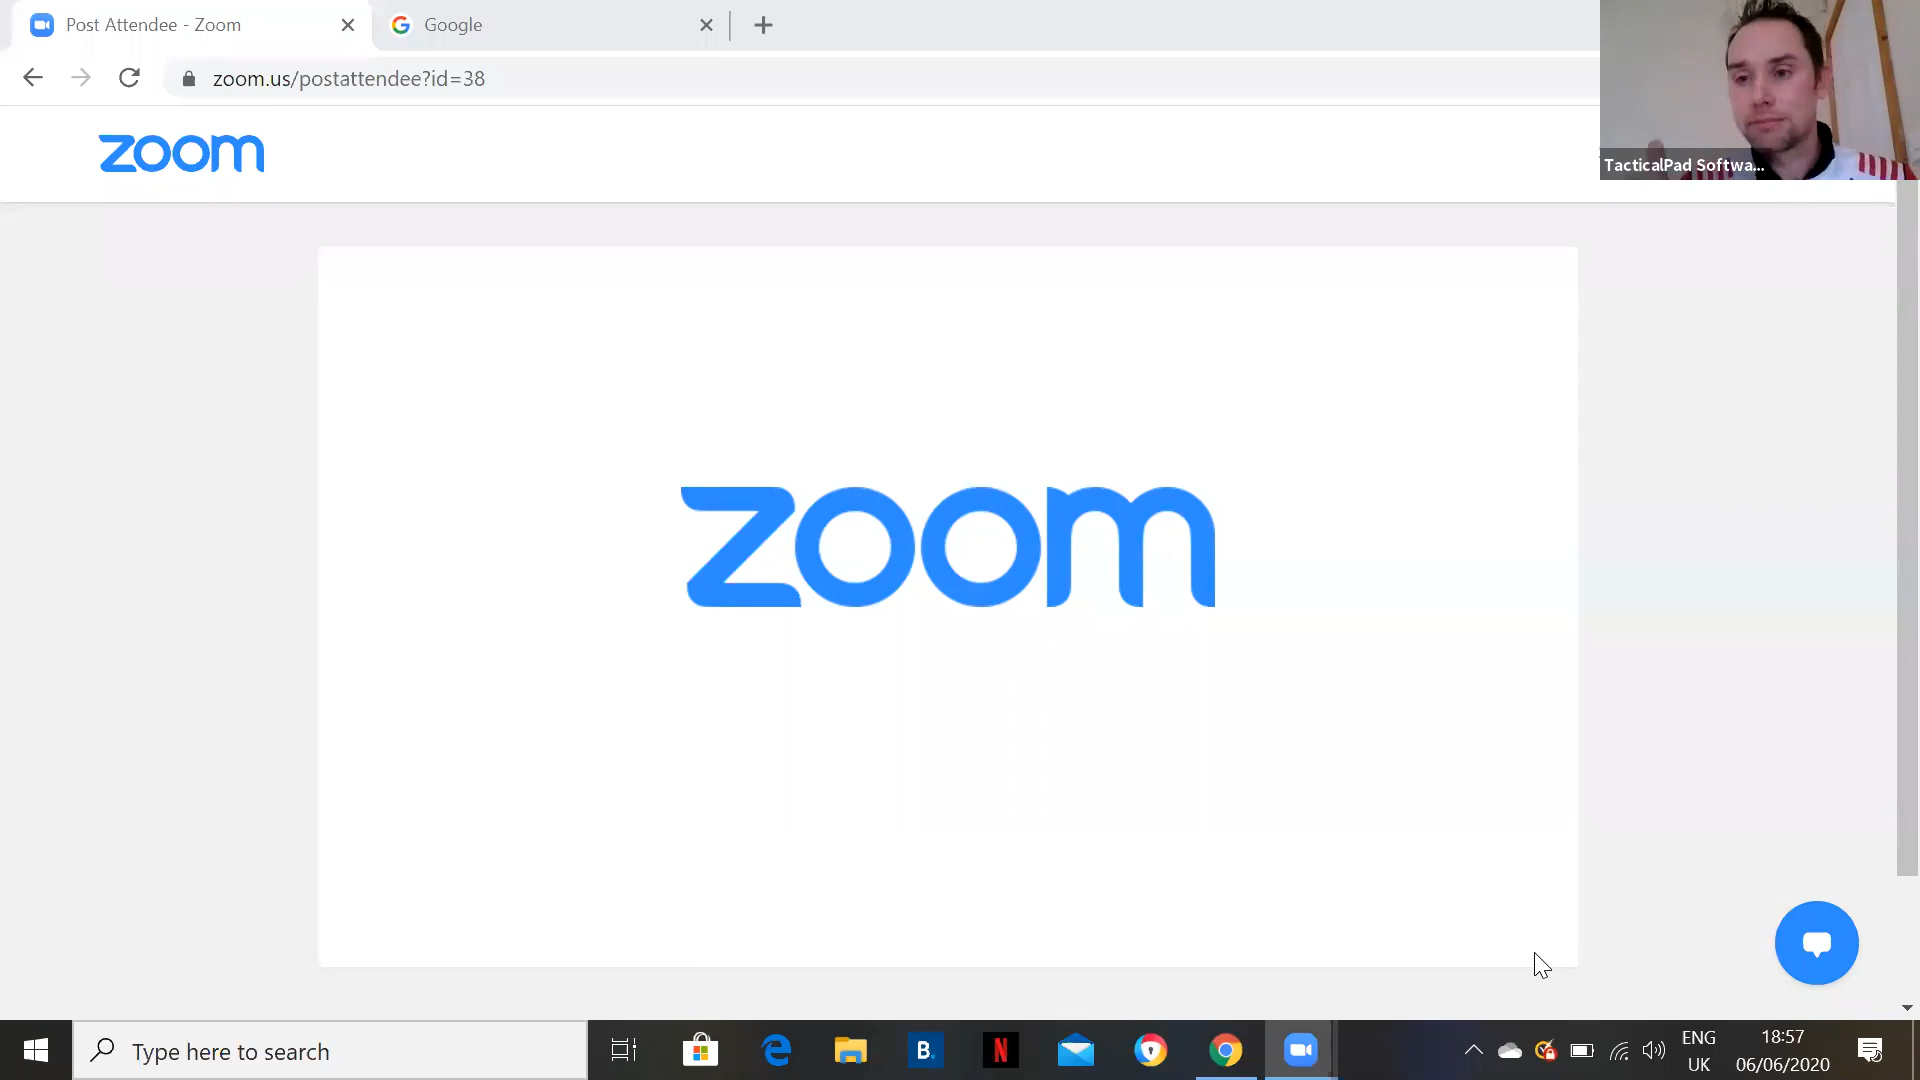 Post Attendee - Zoom
Google
zoom.us/postattendee?id=38
zoom
TacticalPad Softwa...
zoom
Type here to search
B.
N
ENG
UK
18:57
06/06/2020